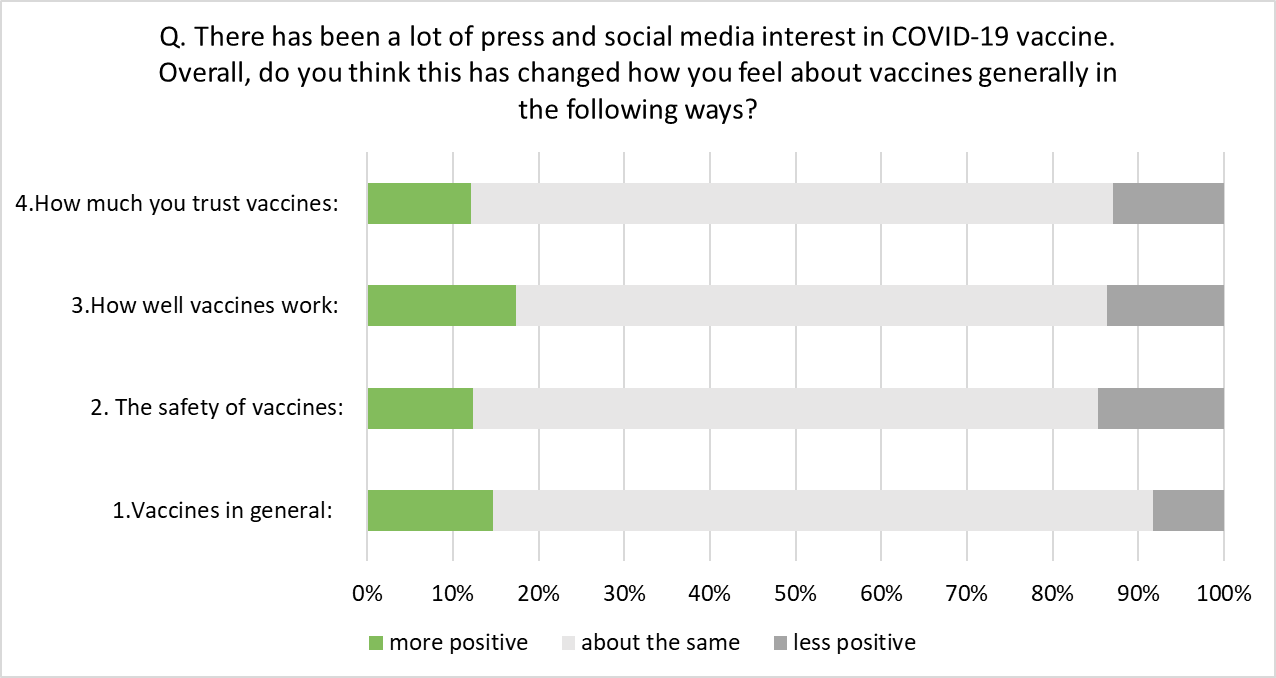 Q. There has been a lot of press and social media interest in COVID-19 vaccine.
Overall, do you think this has changed how you feel about vaccines generally in
the following ways?
4.How much you trust vaccines:
3.How well vaccines work:
2. The safety of vaccines:
1.Vaccines in general:
0% 10% 20% 30% 40% 50% 60% 70% 80% 90% 100%
more positive about the same less positive